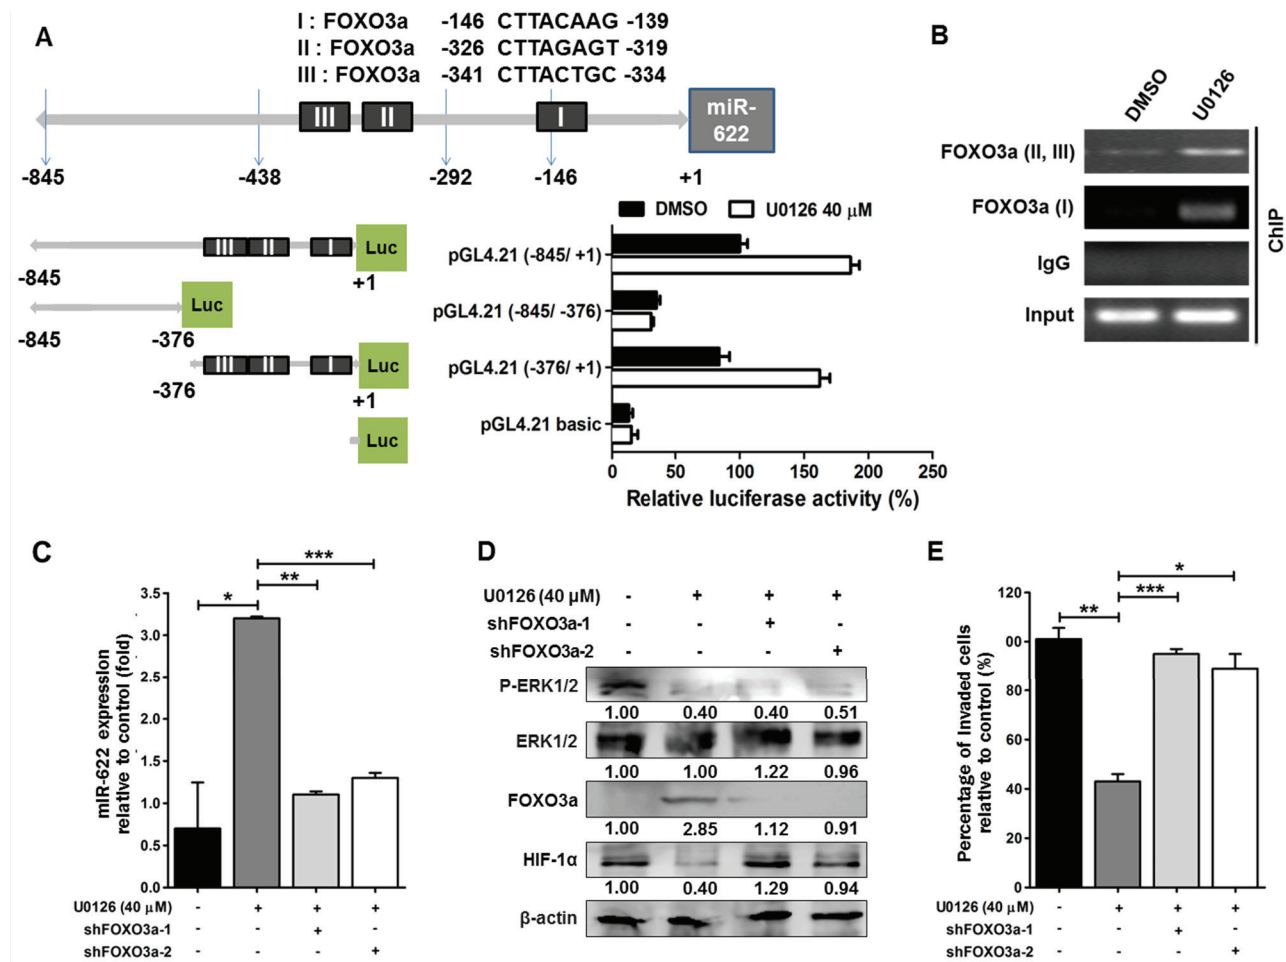 A
I : FOXO3a -146 CTTACAAG -139
II : FOXO3a -326 CTTAGAGT -319
III : FOXO3a -341 CTTACTGC -334
III II I miR-622
-845 -438 -292 -146 +1
DMSO U0126 40 μM
III II I Luc
-845 +1
Luc
-845 -376
III II I Luc
-376 +1
Luc
pGL4.21 (-845/ +1)
pGL4.21 (-845/ -376)
pGL4.21 (-376/ +1)
pGL4.21 basic
0 50 100 150 200 250
Relative luciferase activity (%)
B
DMSO U0126
FOXO3a (II, III)
FOXO3a (I)
IgG
Input
ChIP
C
miR-622 expression
relative to control (fold)
*** 
**
*
3.5
3.0
2.5
2.0
1.5
1.0
0.5
0.0
U0126 (40 μM) - + + +
shFOXO3a-1 - - + -
shFOXO3a-2 - - - +
D
U0126 (40 μM) - + + +
shFOXO3a-1 - - + -
shFOXO3a-2 - - - +
P-ERK1/2
1.00 0.40 0.40 0.51
ERK1/2
1.00 1.00 1.22 0.96
FOXO3a
1.00 2.85 1.12 0.91
HIF-1α
1.00 0.40 1.29 0.94
β-actin
E
Percentage of Invaded cells
relative to control (%)
*
***
**
120
00
80
60
40
20
0
U0126 (40 μM) - + + +
shFOXO3a-1 - - + -
shFOXO3a-2 - - - +